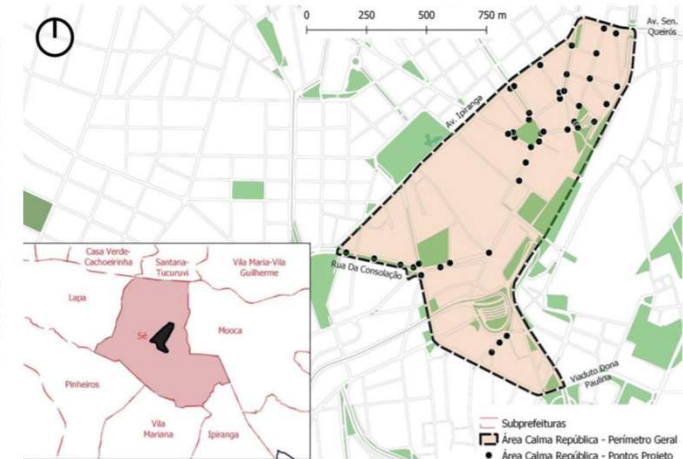 0 250 500 750 m
Av. Sen.
Queirós
Av. Ipiranga
Rua Da Consolação
Casa Verde-
Cachoeirinha
Santana-
Tucuruvi
Vila Maria-Vila
Guilherme
Lapa
Sé
Mooca
Pinheiros
Vila
Mariana
Ipiranga
Viaduto Dona
Paulina
Subprefeituras
Área Calma República - Perímetro Geral
Área Calma República - Pontos Projeto